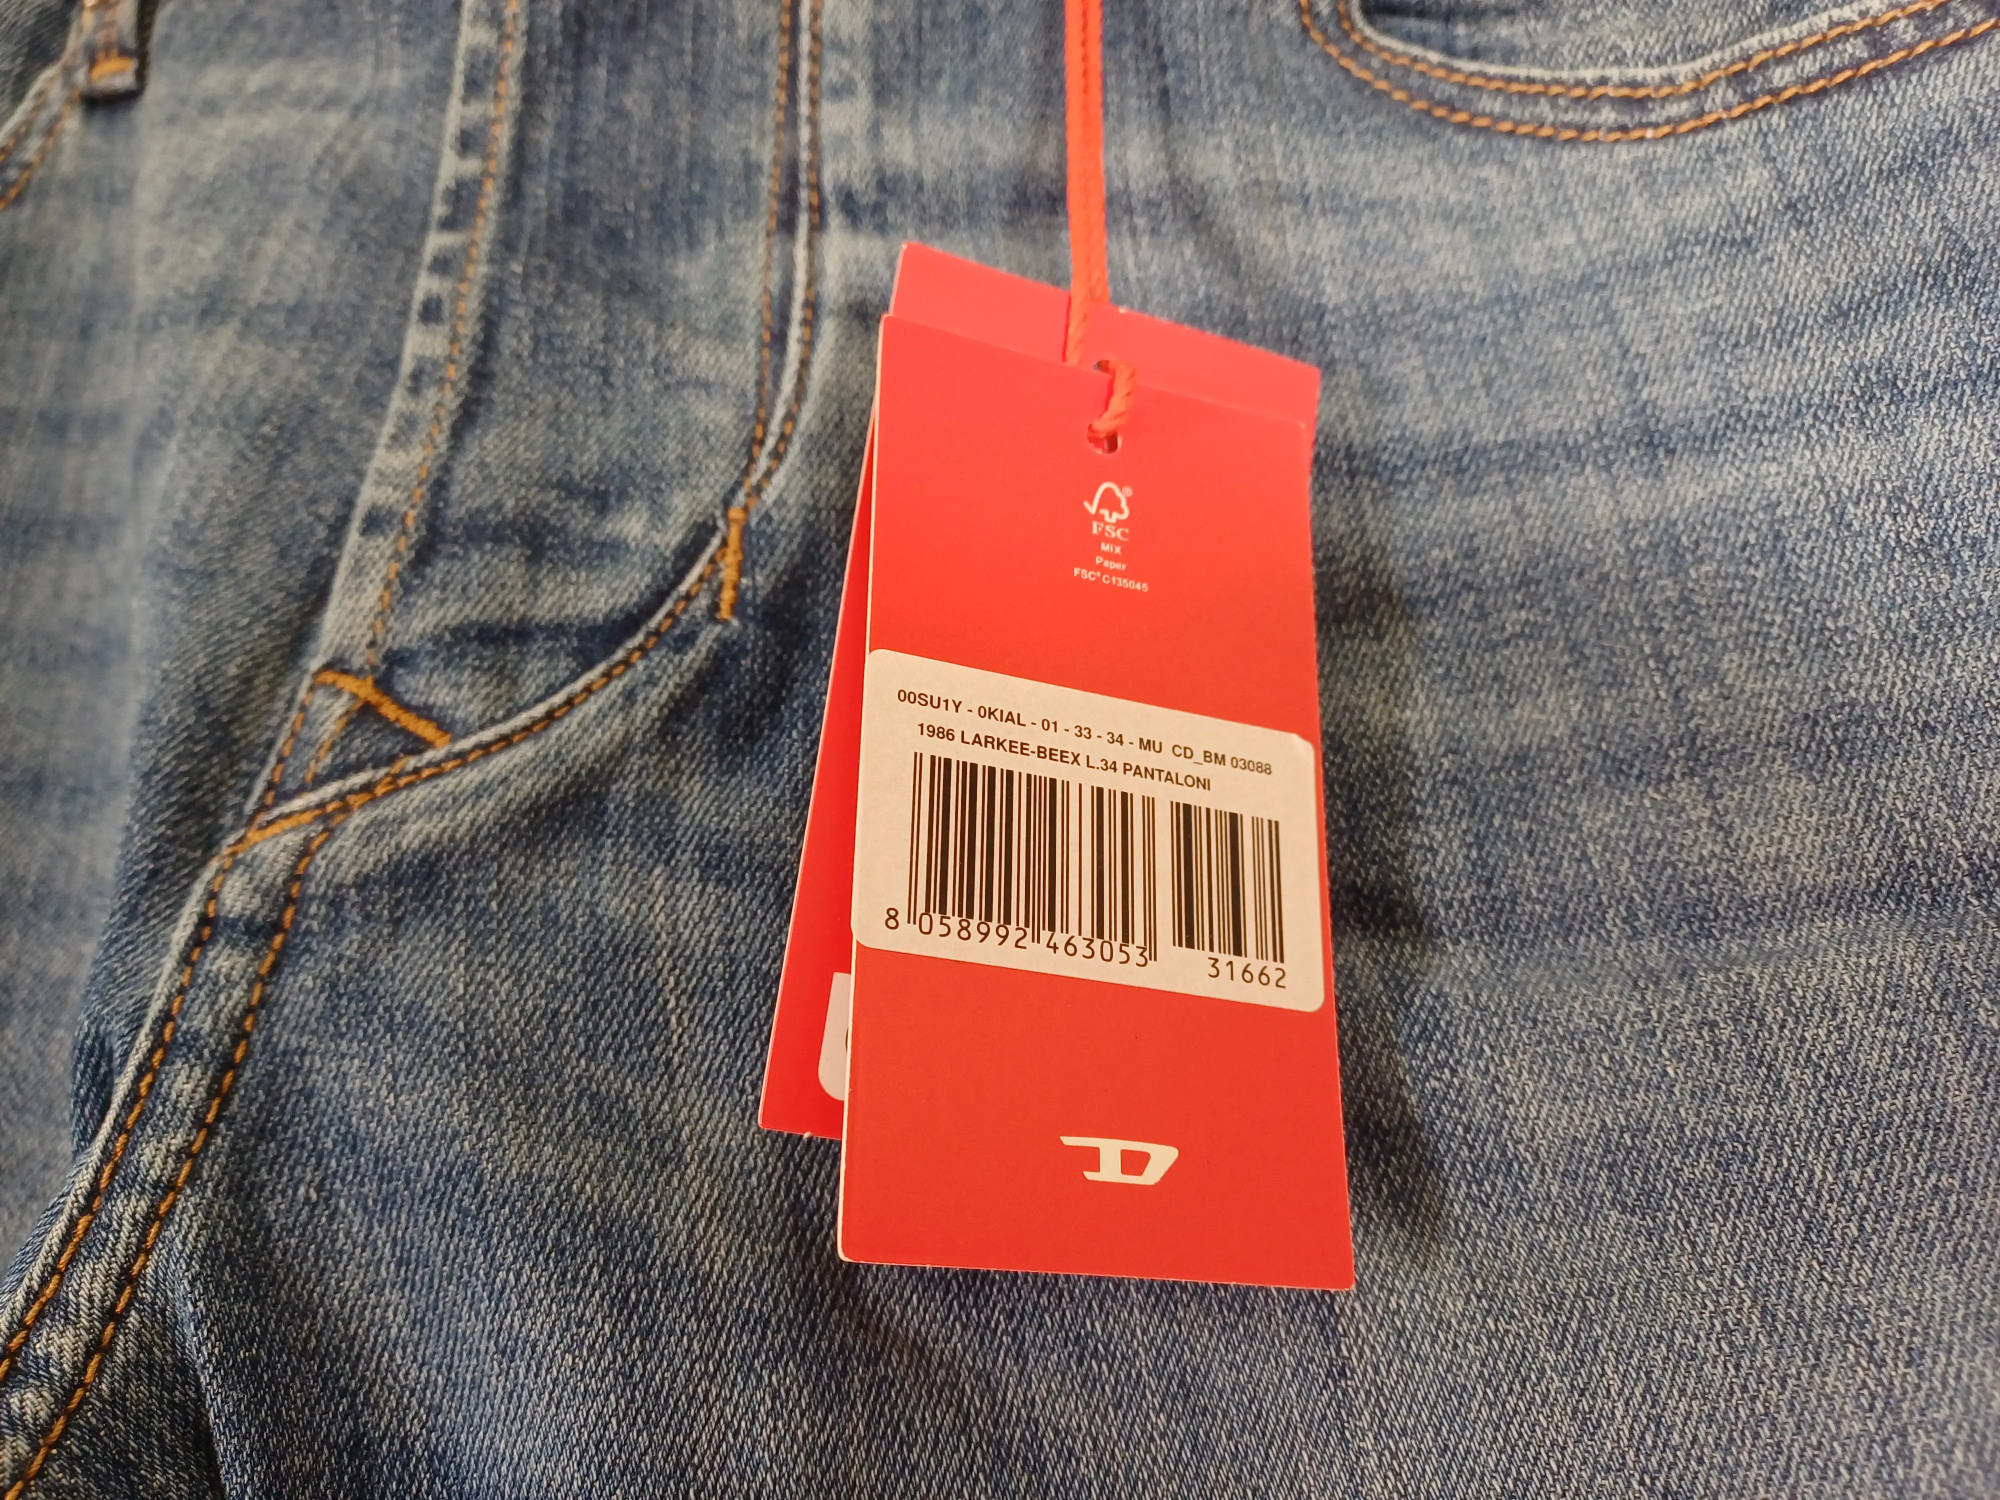 FSC
MIX
Paper
FSC® C135045
00SU1Y - 0KIAL - 01 - 33 - 34 - MU CD_BM 03088
1986 LARKEE-BEEX L.34 PANTALONI
8 058992 463053 31662
D